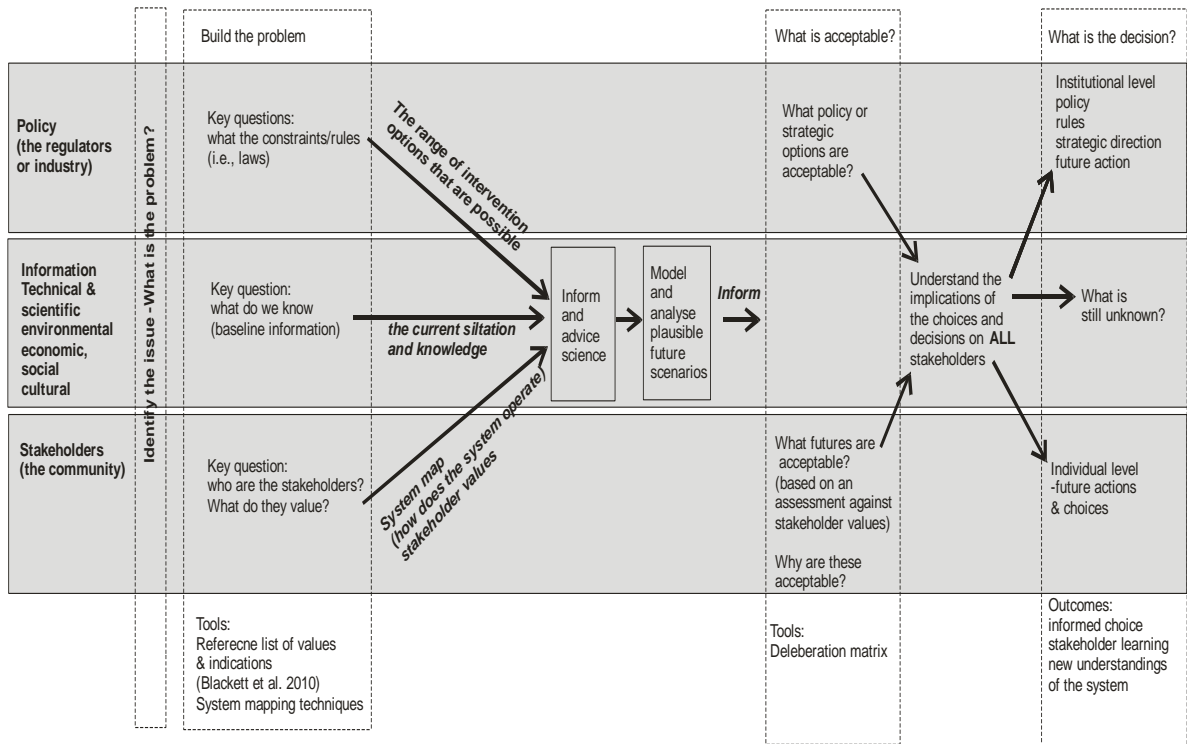 Build the problem
What is acceptable?
What is the decision?
Identify the issue -What is the problem?
Policy
(the regulators
or industry)
Key questions:
what the constraints/rules
(i.e., laws)
The range of intervention
options that are possible
What policy or
strategic
options are
acceptable?
Institutional level
policy
rules
strategic direction
future action
Information
Technical &
scientific
environmental
economic,
social
cultural
Key question:
what do we know
(baseline information)
the current siltation
and knowledge
Inform
and
advice
science
Model
and
analyse
plausible
future
scenarios
Inform
Understand the
implications of
the choices and
decisions on ALL
stakeholders
What is
still unknown?
Stakeholders
(the community)
Key question:
who are the stakeholders?
What do they value?
System map
(how does the system operate)
stakeholder values
What futures are
acceptable?
(based on an
assessment against
stakeholder values)
Why are these
acceptable?
Individual level
-future actions
& choices
Tools:
Referecne list of values
& indications
(Blackett et al. 2010)
System mapping techniques
Tools:
Deleberation matrix
Outcomes:
informed choice
stakeholder learning
new understandings
of the system